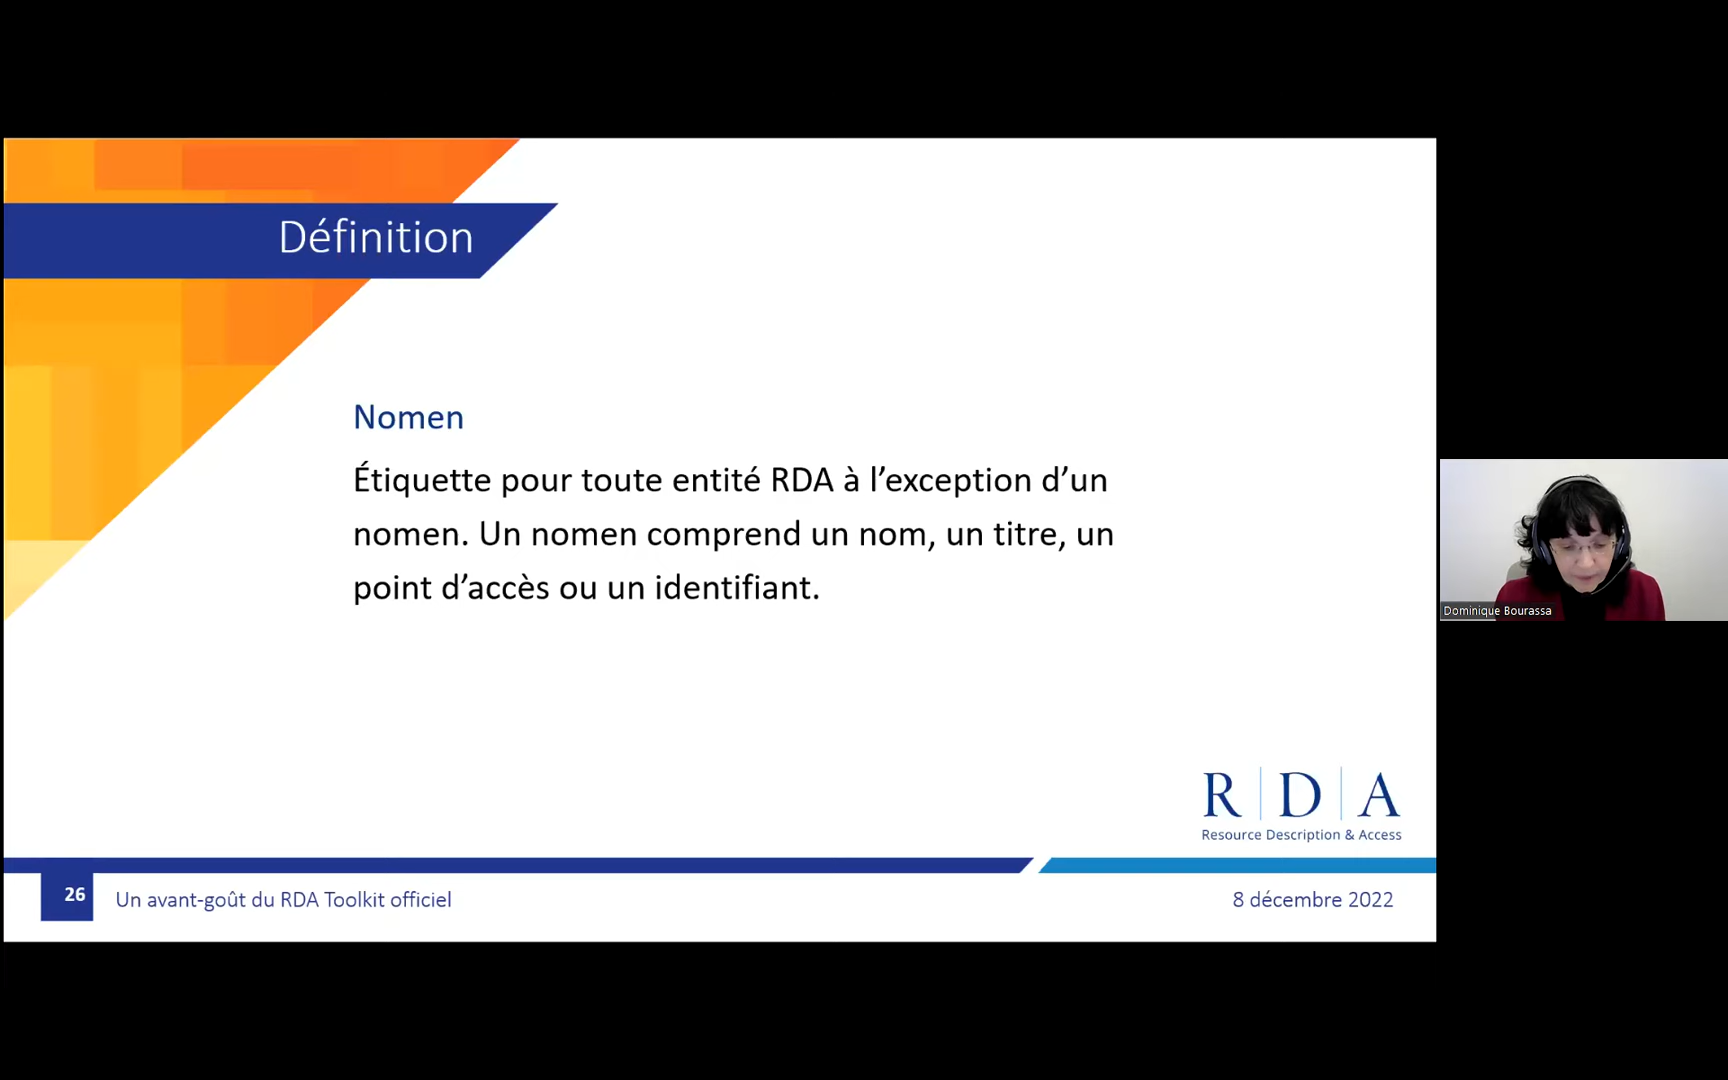 Définition
Nomen
Étiquette pour toute entité RDA à l’exception d’un
nomen. Un nomen comprend un nom, un titre, un
point d’accès ou un identifiant.
R D A
Resource Description & Access
26
Un avant-goût du RDA Toolkit officiel
8 décembre 2022
Dominique Bourassa